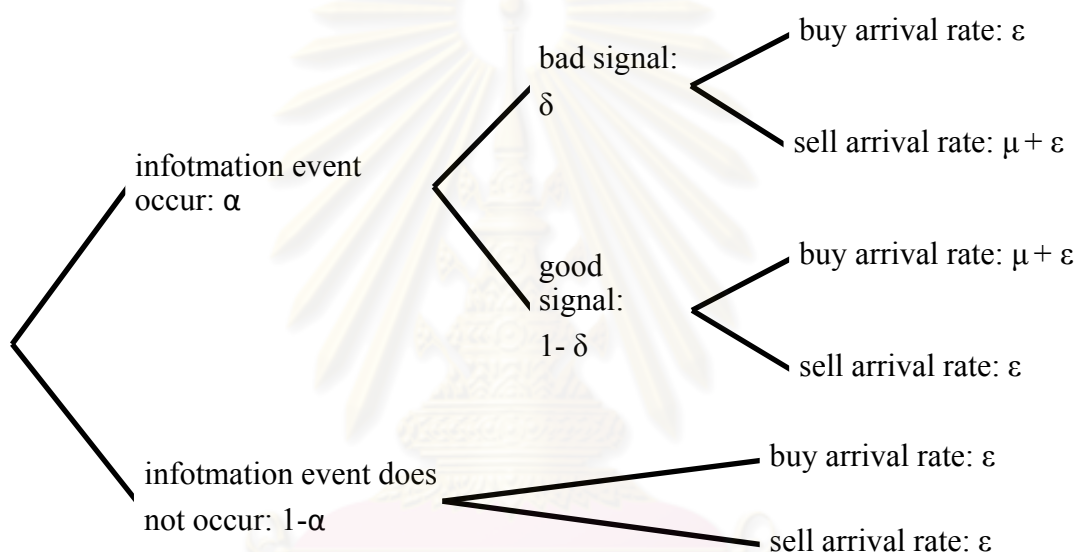 buy arrival rate: ε
bad signal:
δ
sell arrival rate: μ + ε
infotmation event
occur: α
buy arrival rate: μ + ε
good
signal:
1- δ
sell arrival rate: ε
infotmation event does
not occur: 1-α
buy arrival rate: ε
sell arrival rate: ε